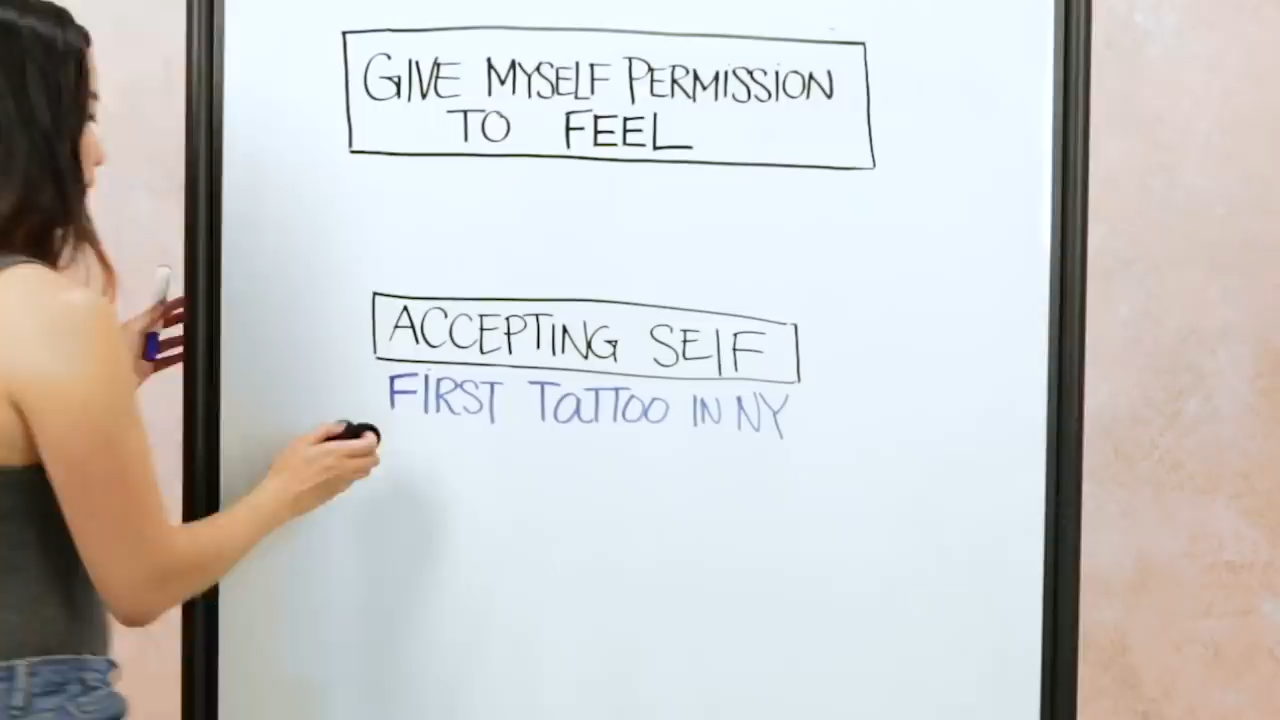 GIVE MYSELF PERMISSION
TO FEEL
ACCEPTING SELF
FIRST TaTToo IN NY